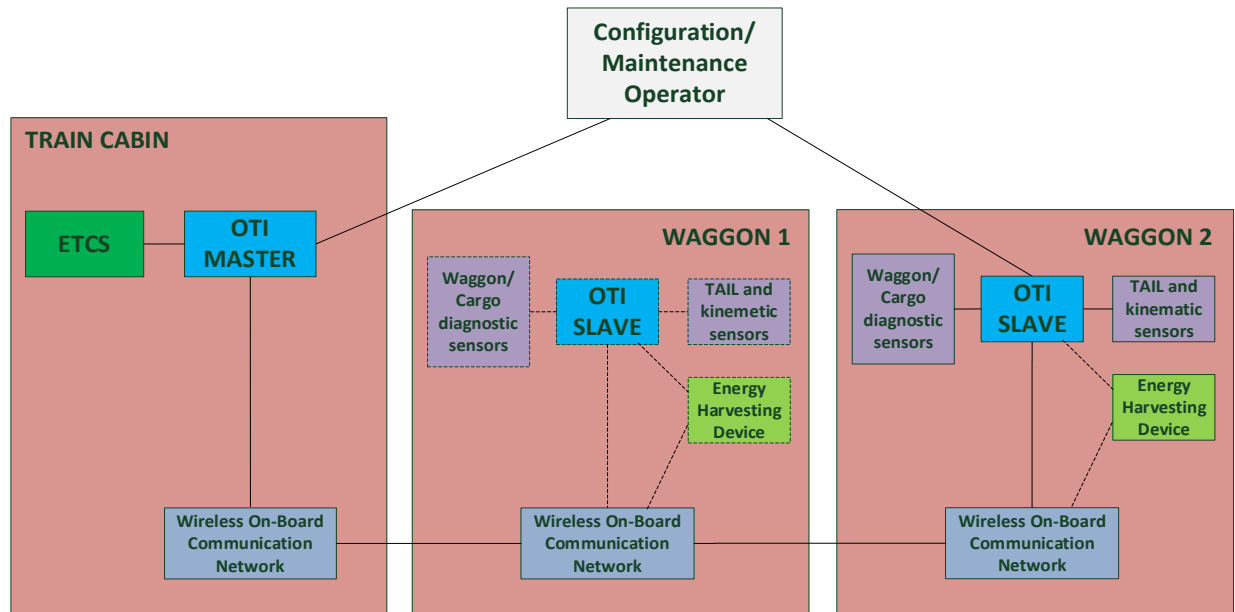 Configuration/
Maintenance
Operator
TRAIN CABIN
ETCS
OTI
MASTER
Wireless On-Board
Communication
Network
WAGGON 1
Waggon/
Cargo
diagnostic
sensors
OTI
SLAVE
TAIL and
kinemetic
sensors
Energy
Harvesting
Device
Wireless On-Board
Communication
Network
WAGGON 2
Waggon/
Cargo
diagnostic
sensors
OTI
SLAVE
TAIL and
kinematic
sensors
Energy
Harvesting
Device
Wireless On-Board
Communication
Network